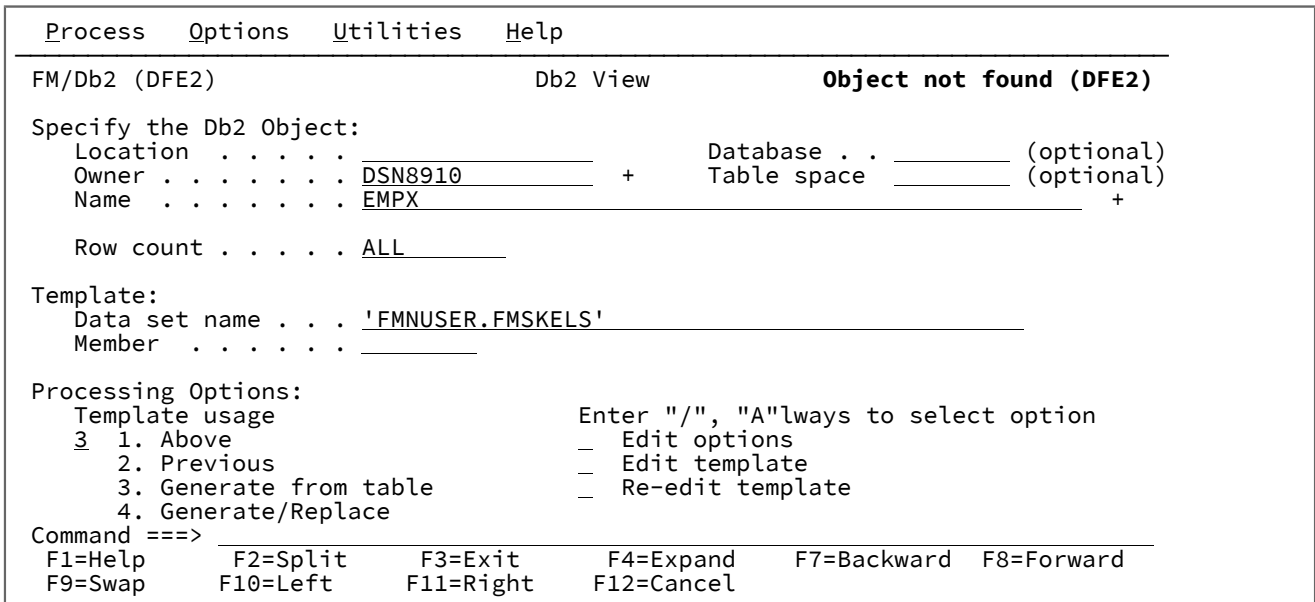 Process   Options   Utilities   Help
FM/Db2 (DFE2)                      Db2 View            Object not found (DFE2)
Specify the Db2 Object:
   Location  . . . . .                         Database . .          (optional)
   Owner . . . . . . . DSN8910           +     Table space           (optional)
   Name  . . . . . . . EMPX                                                +
   Row count . . . . . ALL
Template:
   Data set name . . . 'FMNUSER.FMSKELS'
   Member  . . . . . .
Processing Options:
   Template usage                     Enter "/", "A"lways to select option
   3  1. Above                        _  Edit options
      2. Previous                     _  Edit template
      3. Generate from table          _  Re-edit template
      4. Generate/Replace
Command ===>
 F1=Help      F2=Split     F3=Exit      F4=Expand    F7=Backward  F8=Forward
 F9=Swap     F10=Left     F11=Right    F12=Cancel